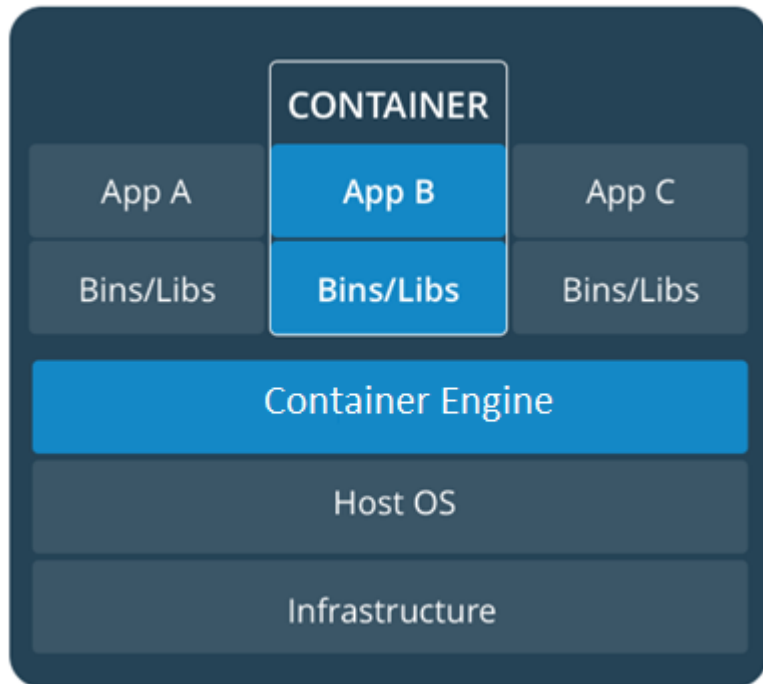 CONTAINER
App A App B App C
Bins/Libs Bins/Libs Bins/Libs
Container Engine
Host OS
Infrastructure